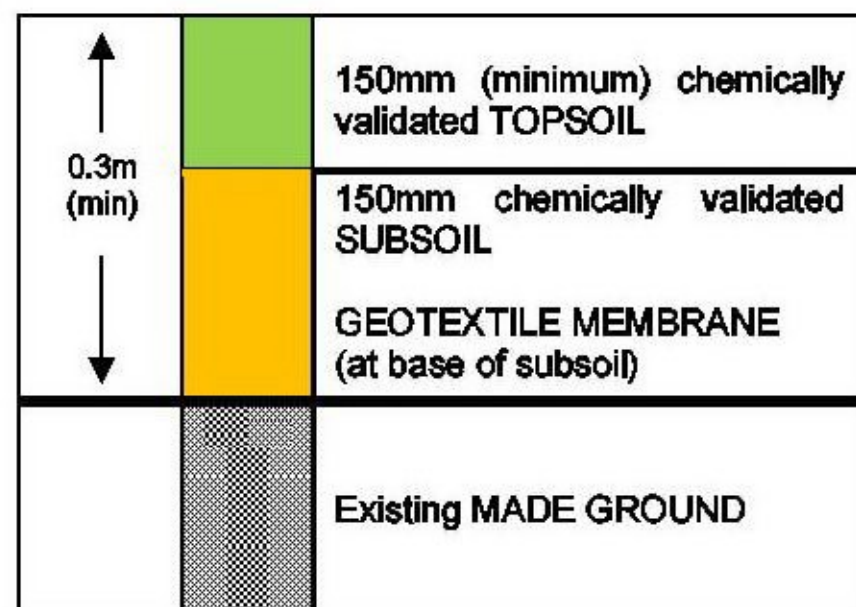 0.3m
(min)
150mm (minimum) chemically
validated TOPSOIL
150mm chemically validated
SUBSOIL
GEOTEXTILE MEMBRANE
(at base of subsoil)
Existing MADE GROUND